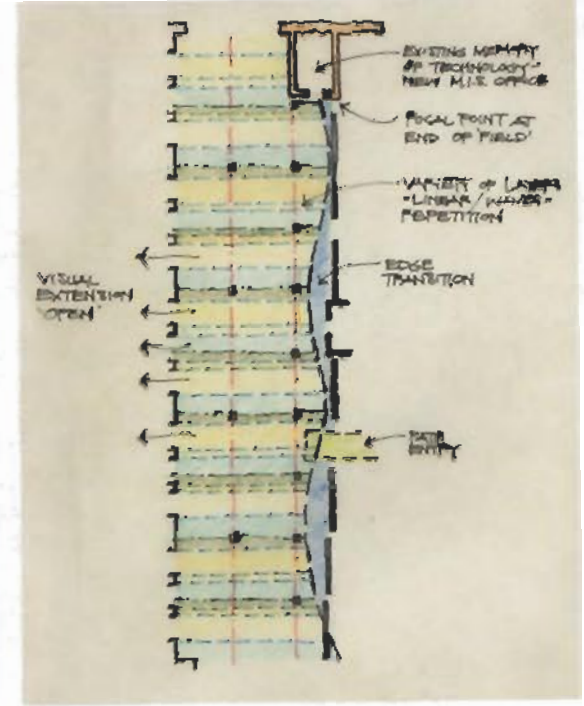 EXISTING MEMORY
OF TECHNOLOGY -
NEW M.I.S. OFFICE
FOCAL POINT AT
END OF 'FIELD'
VARIETY OF LAYERS
- LINEAR / WAVES -
REPETITION
EDGE
TRANSITION
VISUAL
EXTENSION
'OPEN'
ENTRY